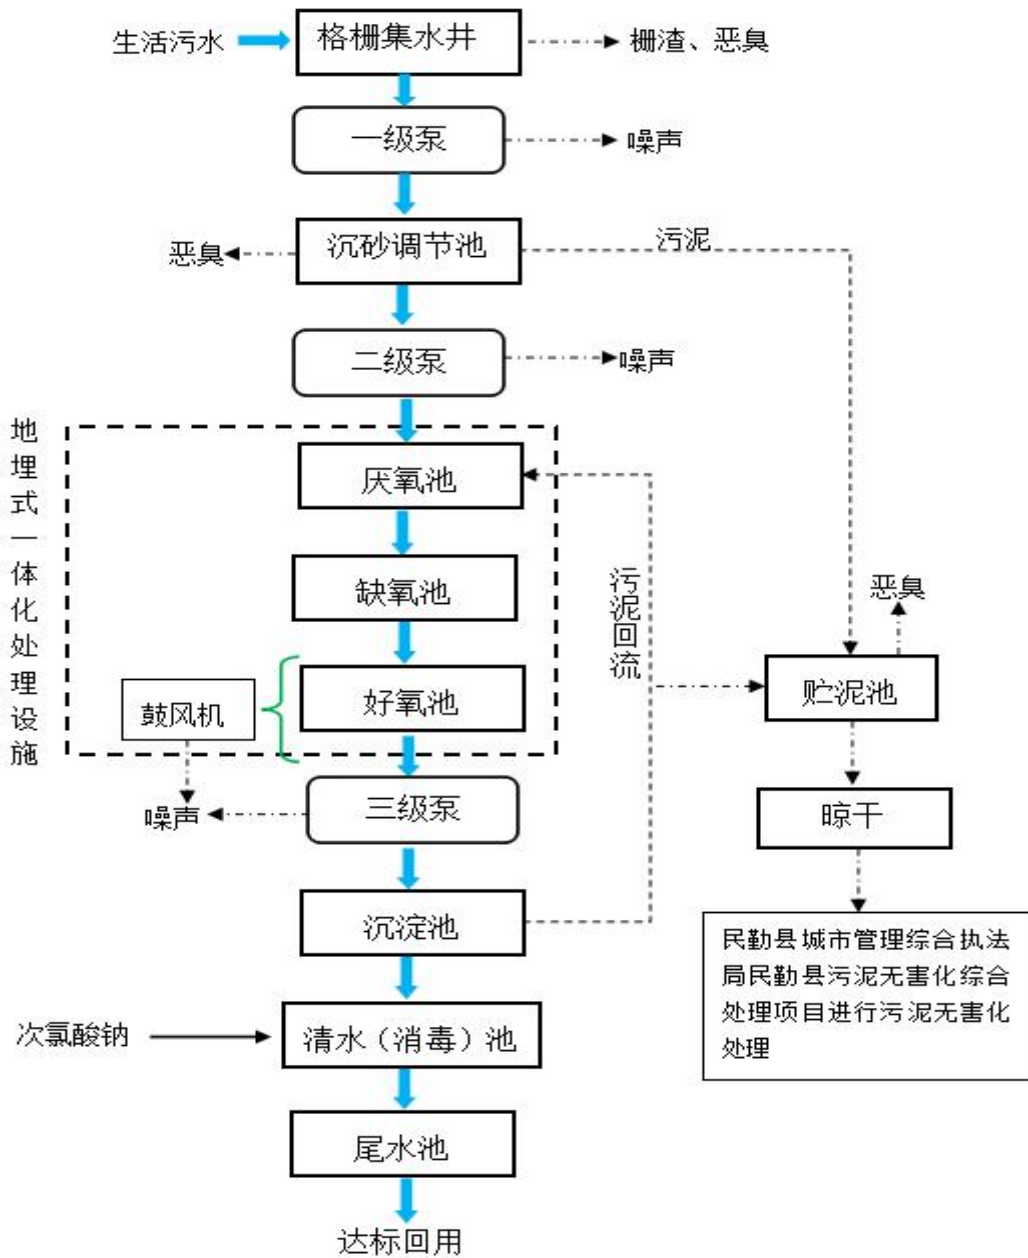 生活污水
格栅集水井
栅渣、恶臭
一级泵
噪声
恶臭
沉砂调节池
污泥
二级泵
噪声
地埋式一体化处理设施
厌氧池
缺氧池
污泥回流
恶臭
好氧池
鼓风机
贮泥池
噪声
三级泵
晾干
沉淀池
民勤县城市管理综合执法
局民勤县污泥无害化综合
处理项目进行污泥无害化
处理
次氯酸钠
清水（消毒）池
尾水池
达标回用